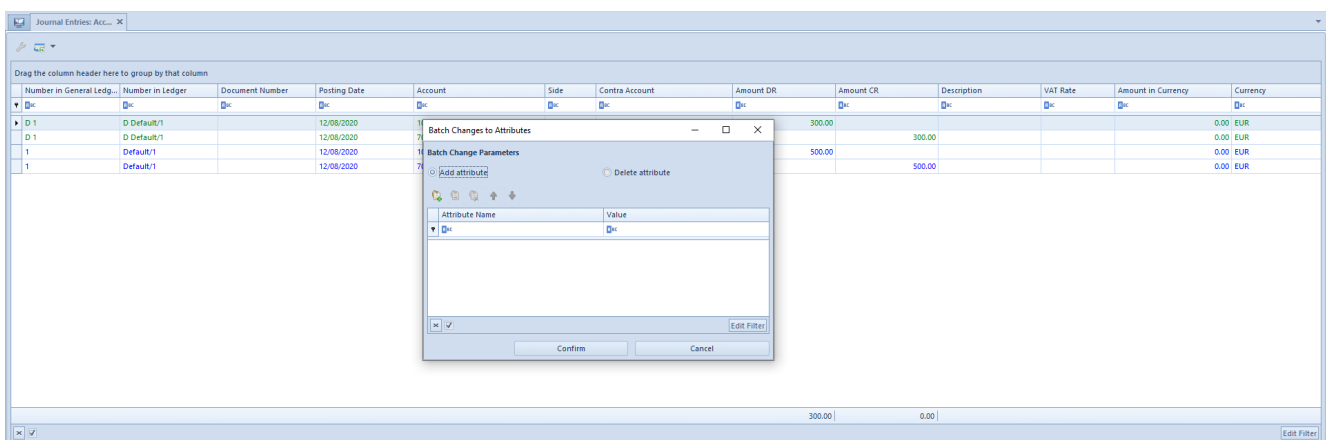 Journal Entries: Acc...
Drag the column header here to group by that column
Number in General Ledg... Number in Ledger Document Number Posting Date Account Side Contra Account Amount DR Amount CR Description VAT Rate Amount in Currency Currency
D 1 D Default/1 12/08/2020 300.00 0.00 EUR
D 1 D Default/1 12/08/2020 300.00 0.00 EUR
1 Default/1 12/08/2020 500.00 0.00 EUR
1 Default/1 12/08/2020 500.00 0.00 EUR
Batch Changes to Attributes
Batch Change Parameters
Add attribute Delete attribute
Attribute Name Value
Edit Filter
Confirm Cancel
300.00 0.00
Edit Filter